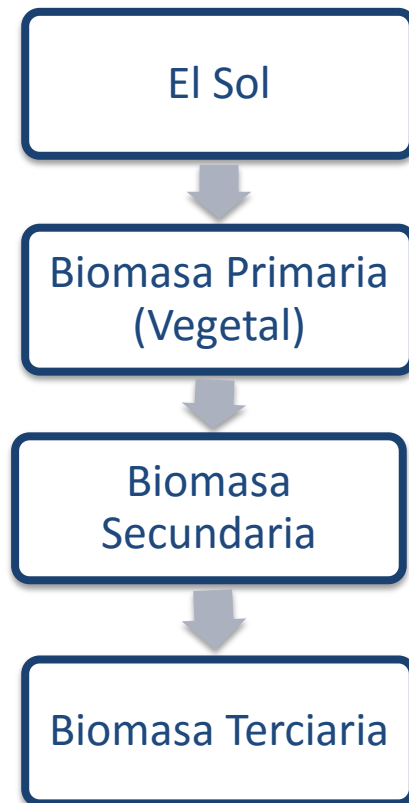 El Sol
Biomasa Primaria
(Vegetal)
Biomasa
Secundaria
Biomasa Terciaria